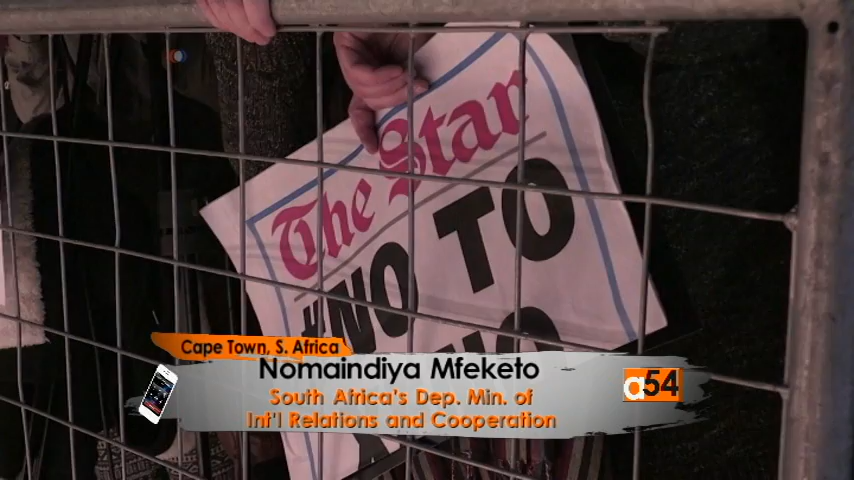 The Star
#NO TO
Cape Town, S. Africa
Nomaindiya Mfeketo
South Africa's Dep. Min. of
Int'l Relations and Cooperation
a54